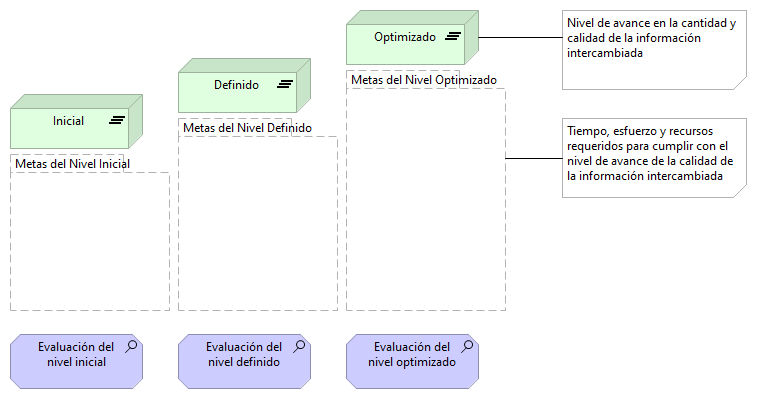 Optimizado
Nivel de avance en la cantidad y
calidad de la información
intercambiada
Definido
Metas del Nivel Optimizado
Inicial
Metas del Nivel Definido
Tiempo, esfuerzo y recursos
requeridos para cumplir con el
nivel de avance de la calidad de
la información intercambiada
Metas del Nivel Inicial
Evaluación del
nivel inicial
Evaluación del
nivel definido
Evaluación del
nivel optimizado